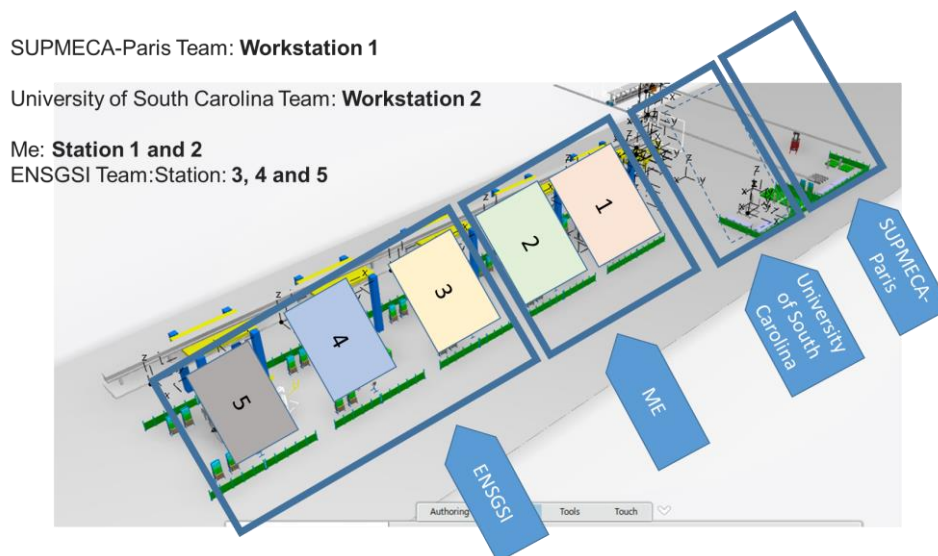 SUPMECA-Paris Team: Workstation 1
University of South Carolina Team: Workstation 2
Me: Station 1 and 2
ENSGSI Team:Station: 3, 4 and 5
1
2
3
4
5
SUPMECA-
Paris
University
of South
Carolina
ME
ENSGSI
Authoring
Tools
Touch